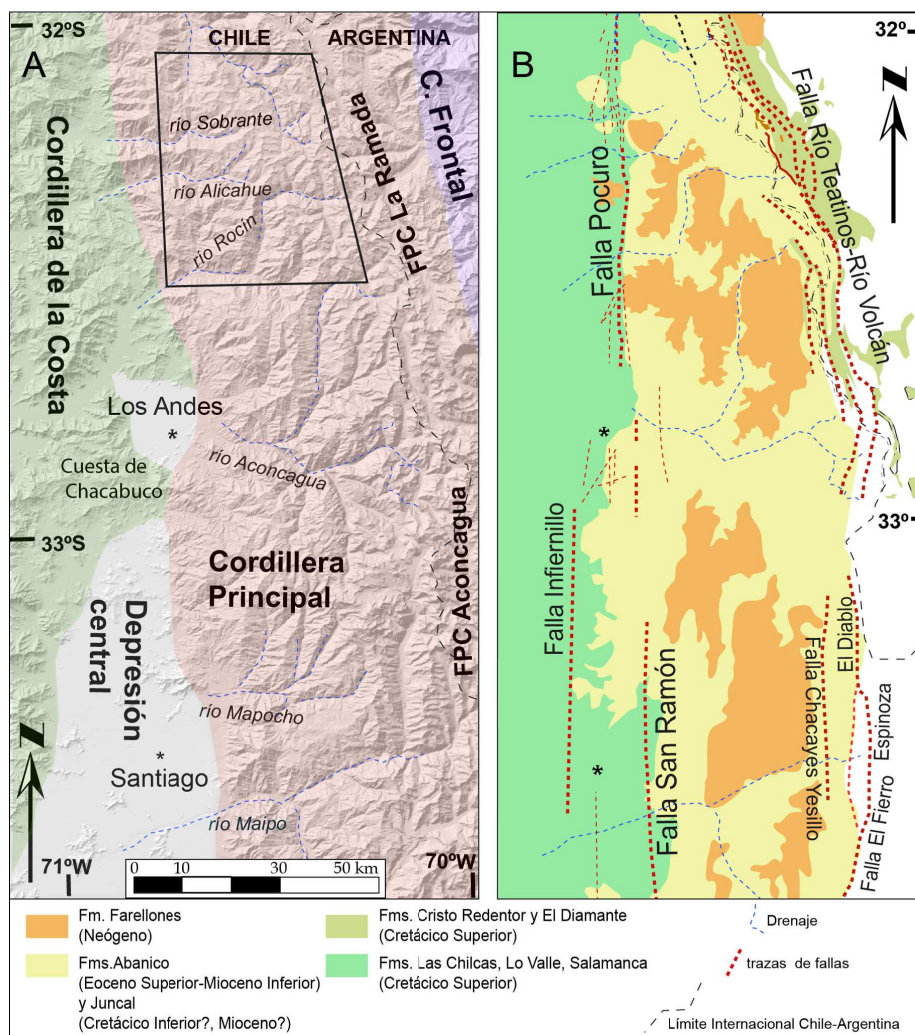 32ºS
A
CHILE
ARGENTINA
C. Frontal
río Sobrante
FPC La Ramada
río Alicahue
río Rocin
Cordillera de la Costa
Los Andes
*
Cuesta de
Chacabuco
río Aconcagua
33ºS
Cordillera
Principal
FPC Aconcagua
Depresión
central
río Mapocho
*
Santiago
N
río Maipo
71ºW
0 10 30 50 km
70ºW
B
32º
N
Falla Río Teatinos-Río Volcán
Falla Pocuro
*
33º
Falla Infiernillo
El Diablo
Falla Chacayes Yesillo
Falla San Ramón
Espinoza
*
Falla El Fierro
Fm. Farellones
(Neógeno)
Fms.Abanico
(Eoceno Superior-Mioceno Inferior)
y Juncal
(Cretácico Inferior?, Mioceno?)
Fms. Cristo Redentor y El Diamante
(Cretácico Superior)
Fms. Las Chilcas, Lo Valle, Salamanca
(Cretácico Superior)
Drenaje
trazas de fallas
Límite Internacional Chile-Argentina